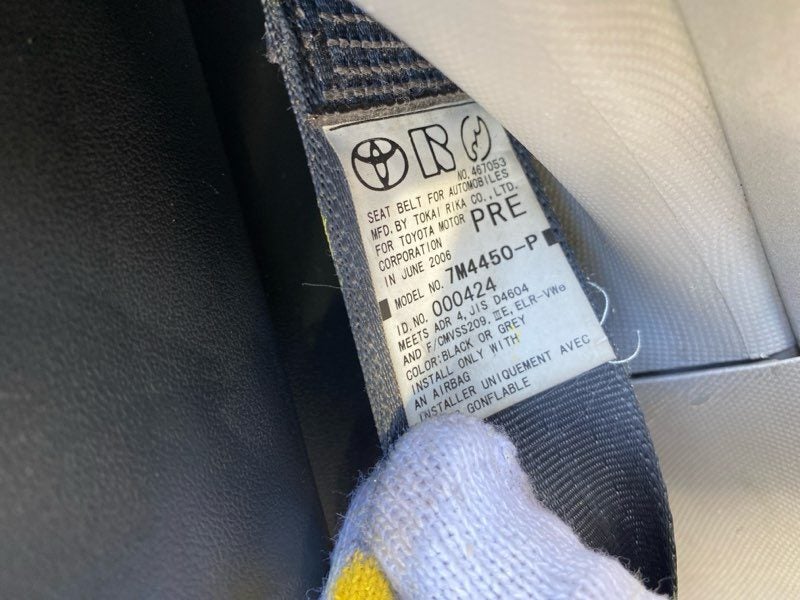 NO. 467053
SEAT BELT FOR AUTOMOBILES
MFD. BY TOKAI RIKA CO., LTD.
FOR TOYOTA MOTOR PRE
CORPORATION
IN JUNE 2006
MODEL NO. 7M4450-P
ID. NO. 000424
MEETS ADR 4, JIS D4604
AND F/CMVSS209, ⅢE, ELR-VWe
COLOR:BLACK OR GREY
INSTALL ONLY WITH
AN AIRBAG
INSTALLER UNIQUEMENT AVEC
GONFLABLE